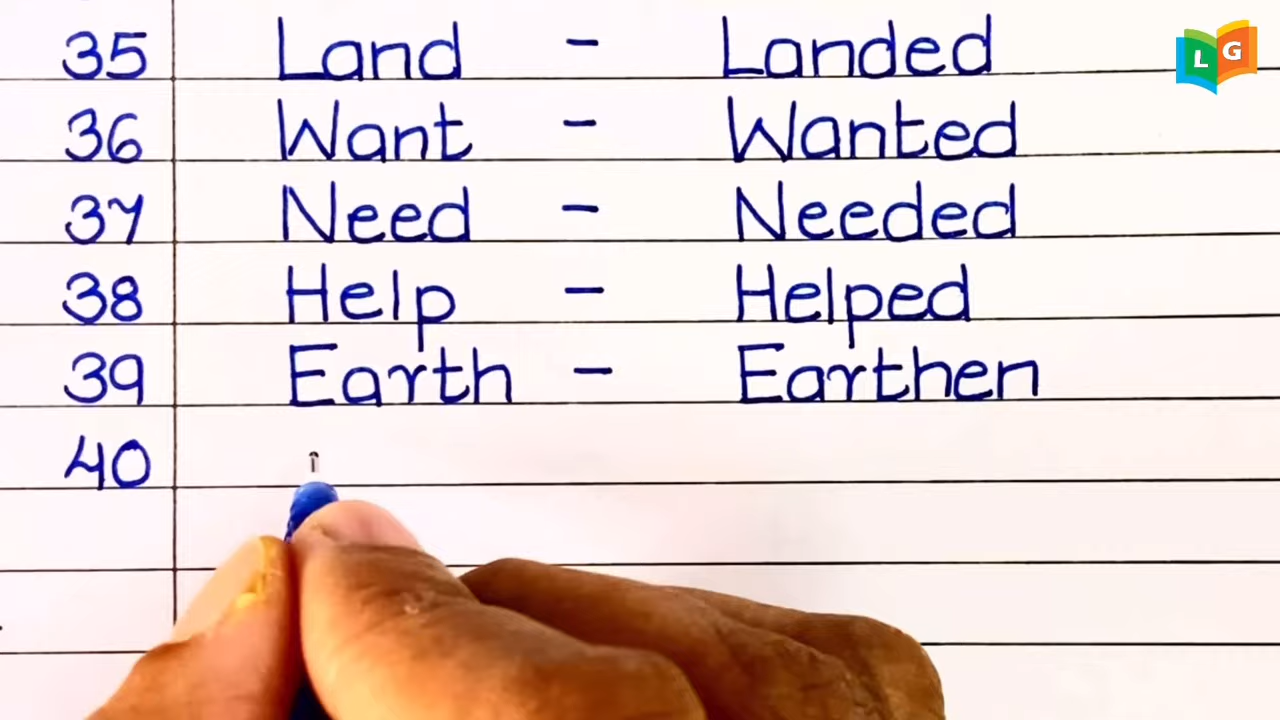 35 Land - Landed
LG
36 Want - Wanted
37 Need - Needed
38 Help - Helped
39 Earth - Earthen
40